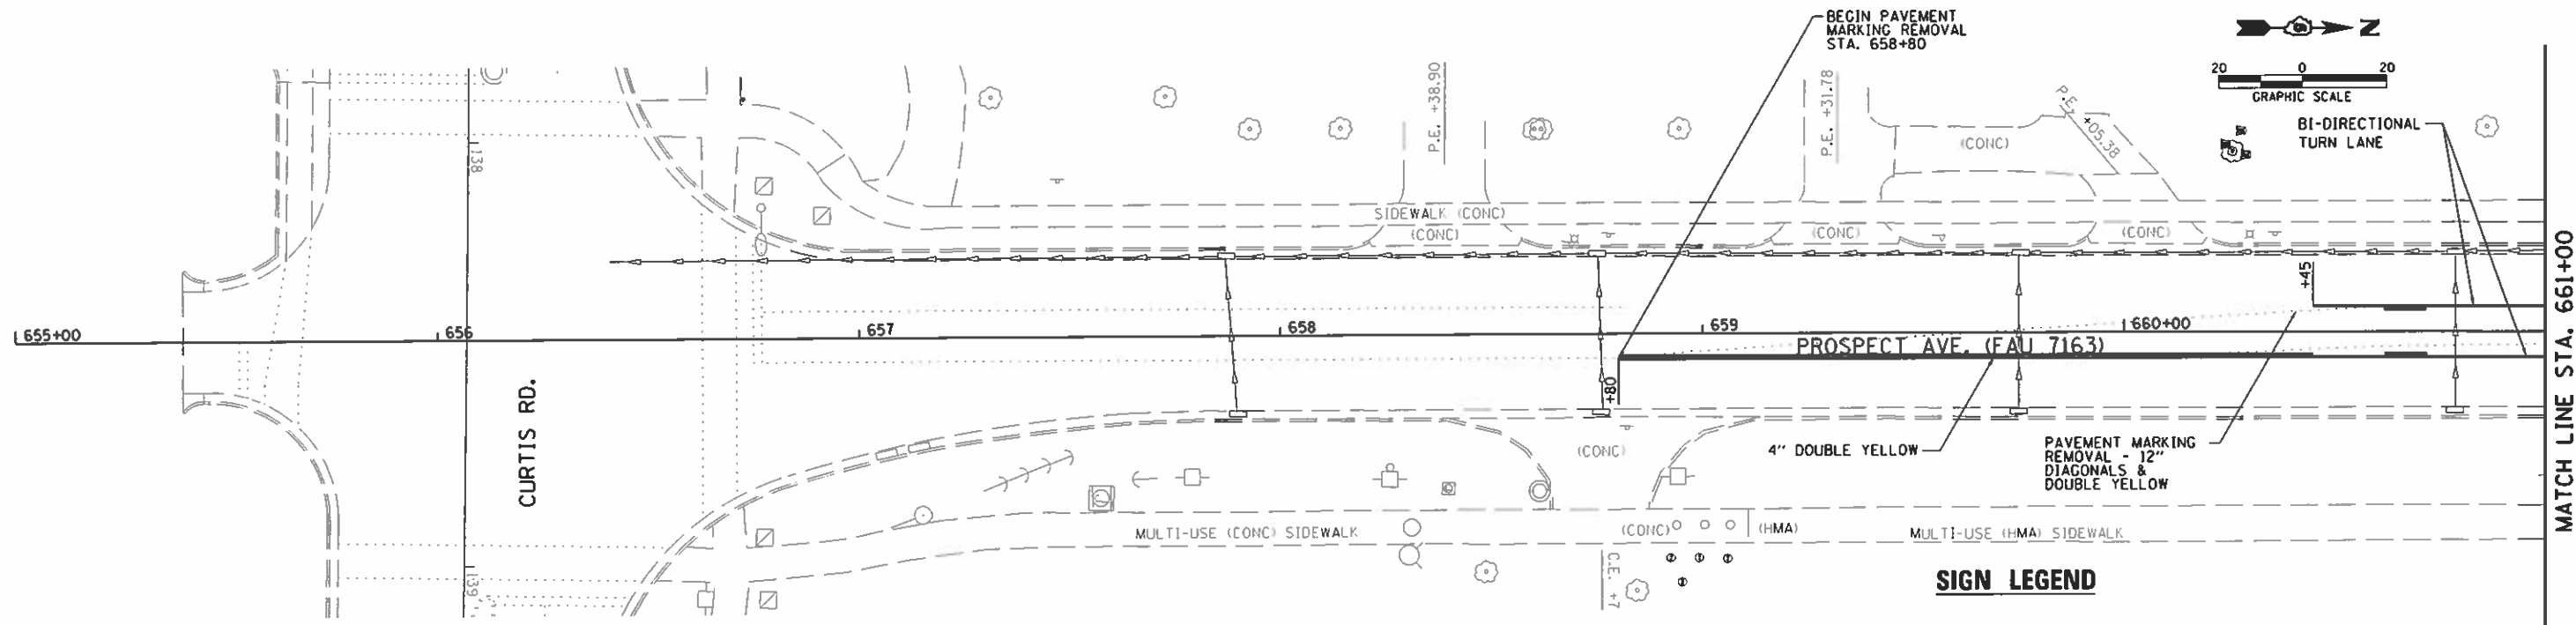 BEGIN PAVEMENT
MARKING REMOVAL
STA. 658+80
N
20 0 20
GRAPHIC SCALE
BI-DIRECTIONAL
TURN LANE
P.E. +38.90
P.E. +31.78
P.E. +05.38
(CONC)
138
SIDEWALK (CONC)
(CONC)
(CONC)
(CONC)
+45
655+00
656
657
658
659
660+00
PROSPECT AVE. (FAU 7163)
+80
CURTIS RD.
MATCH LINE STA. 661+00
4" DOUBLE YELLOW
PAVEMENT MARKING
REMOVAL - 12"
DIAGONALS &
DOUBLE YELLOW
(CONC)
MULTI-USE (CONC) SIDEWALK
(CONC)
(HMA)
MULTI-USE (HMA) SIDEWALK
139
C.E. +7
SIGN LEGEND